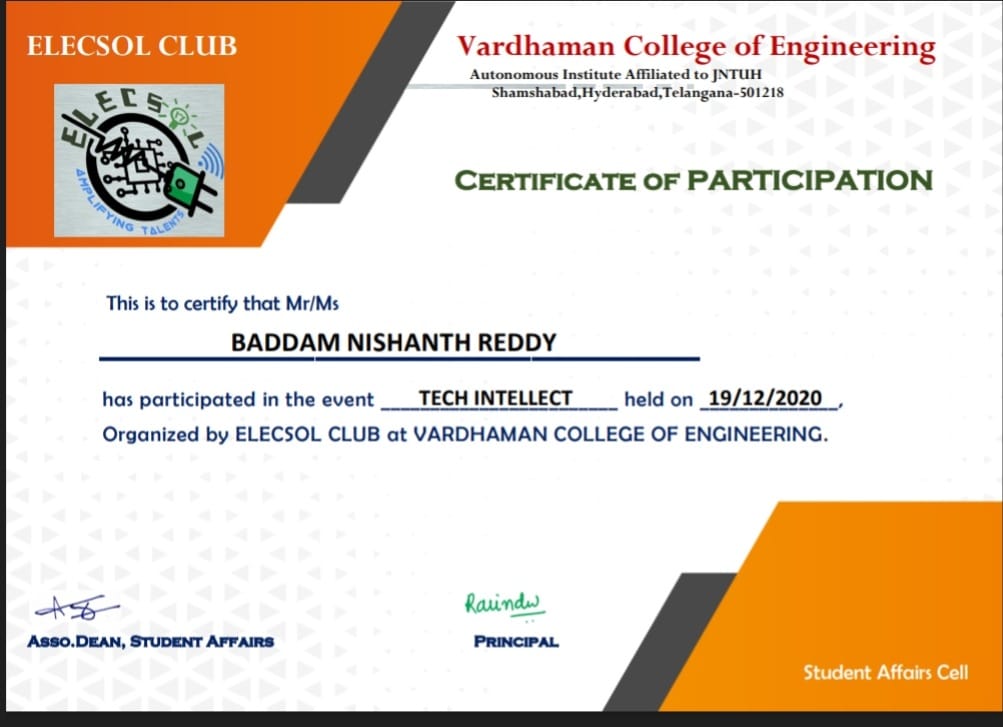 ELECSOL CLUB
ELECSOL
AMPLIFYING TALENTS
Vardhaman College of Engineering
Autonomous Institute Affiliated to JNTUH
Shamshabad,Hyderabad,Telangana-501218
CERTIFICATE OF PARTICIPATION
This is to certify that Mr/Ms
BADDAM NISHANTH REDDY
has participated in the event TECH INTELLECT held on 19/12/2020,
Organized by ELECSOL CLUB at VARDHAMAN COLLEGE OF ENGINEERING.
ASSO.DEAN, STUDENT AFFAIRS
Ravindra
PRINCIPAL
Student Affairs Cell